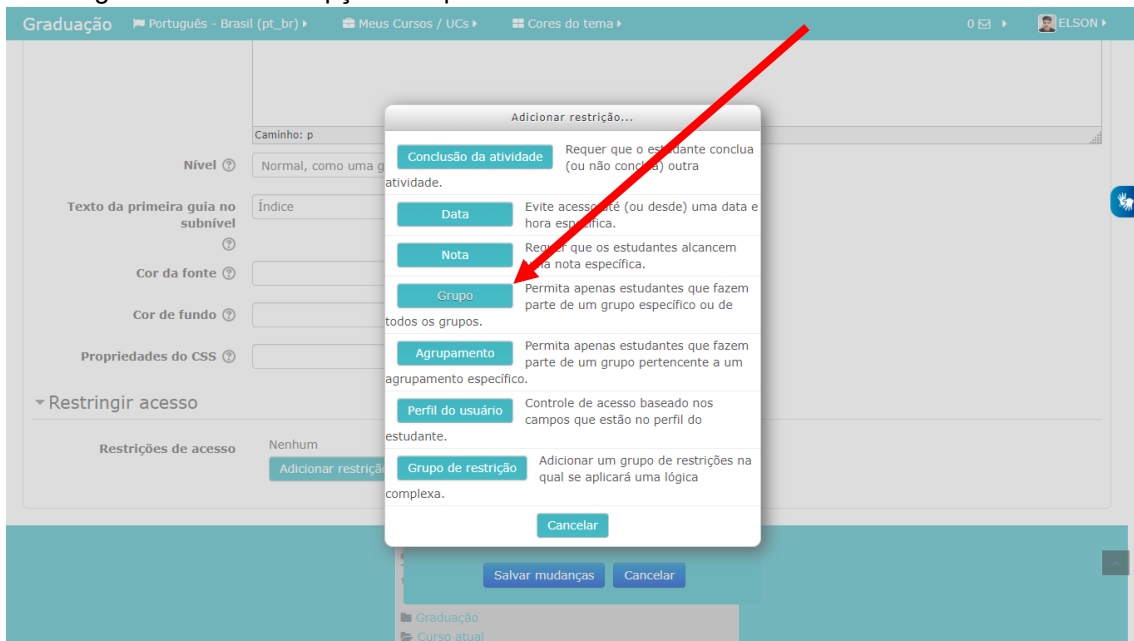 Graduação Português - Brasil (pt_br) Meus Cursos / UCs Cores do tema 0 ELSON
Caminho: p
Nível
Normal, como uma g
Texto da primeira guia no
subnível
Índice
Cor da fonte
Cor de fundo
Propriedades do CSS
Restringir acesso
Restrições de acesso
Nenhum
Adicionar restrição
Adicionar restrição...
Conclusão da atividade Requer que o estudante conclua
(ou não conclua) outra
atividade.
Data Evite acesso até (ou desde) uma data e
hora específica.
Nota Requer que os estudantes alcancem
uma nota específica.
Grupo Permita apenas estudantes que fazem
parte de um grupo específico ou de
todos os grupos.
Agrupamento Permita apenas estudantes que fazem
parte de um grupo pertencente a um
agrupamento específico.
Perfil do usuário Controle de acesso baseado nos
campos que estão no perfil do
estudante.
Grupo de restrição Adicionar um grupo de restrições na
qual se aplicará uma lógica
complexa.
Cancelar
Salvar mudanças Cancelar
Graduação
Curso atual